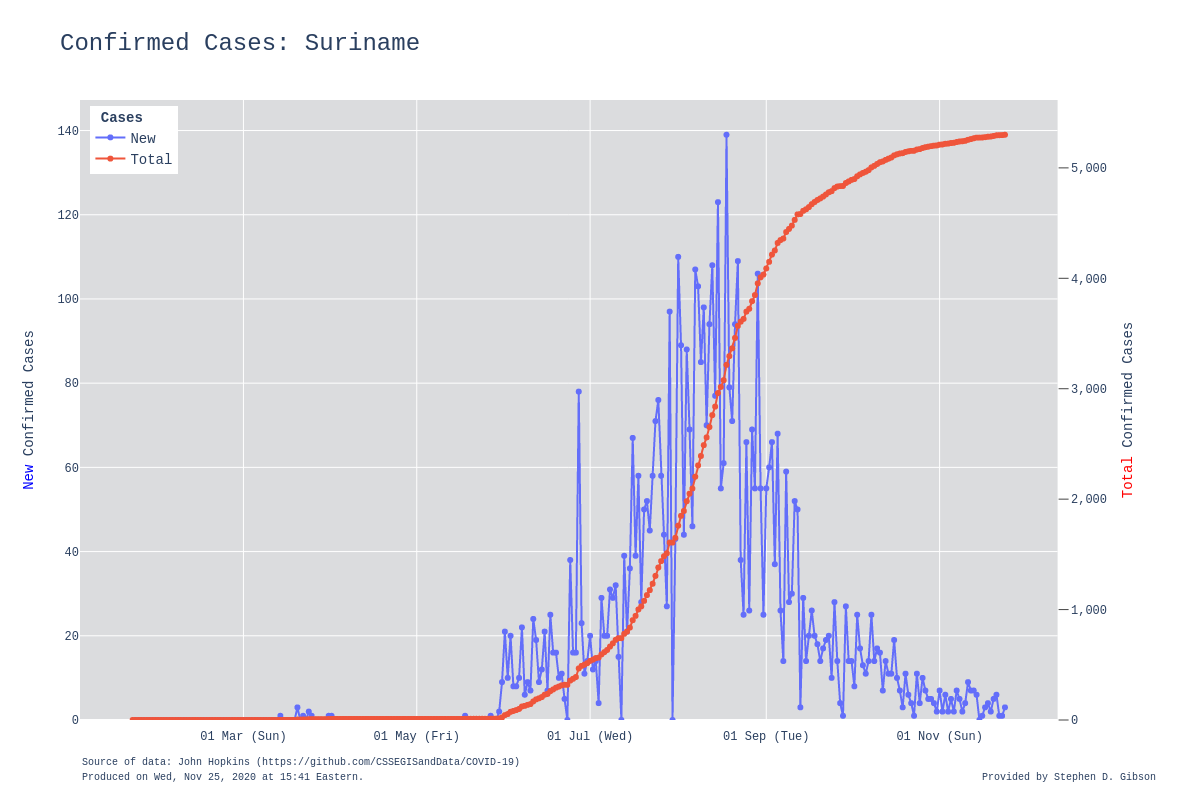 Confirmed Cases: Suriname
Cases
New
Total
140
120
100
80
60
40
20
0
5,000
4,000
3,000
2,000
1,000
0
New Confirmed Cases
Total Confirmed Cases
01 Mar (Sun) 01 May (Fri) 01 Jul (Wed) 01 Sep (Tue) 01 Nov (Sun)
Source of data: John Hopkins (https://github.com/CSSEGISandData/COVID-19)
Produced on Wed, Nov 25, 2020 at 15:41 Eastern.
Provided by Stephen D. Gibson